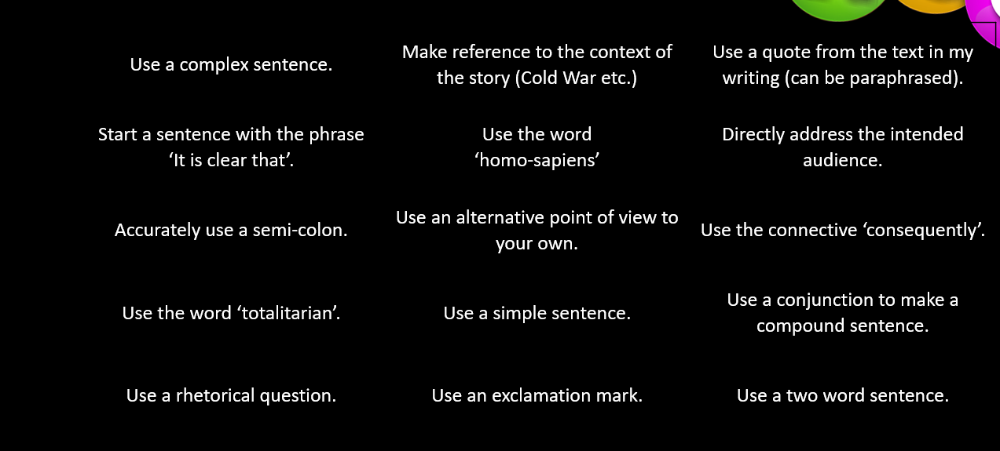 Use a complex sentence.
Make reference to the context of
the story (Cold War etc.)
Use a quote from the text in my
writing (can be paraphrased).
Start a sentence with the phrase
‘It is clear that’.
Use the word
‘homo-sapiens’
Directly address the intended
audience.
Accurately use a semi-colon.
Use an alternative point of view to
your own.
Use the connective ‘consequently’.
Use the word ‘totalitarian’.
Use a simple sentence.
Use a conjunction to make a
compound sentence.
Use a rhetorical question.
Use an exclamation mark.
Use a two word sentence.